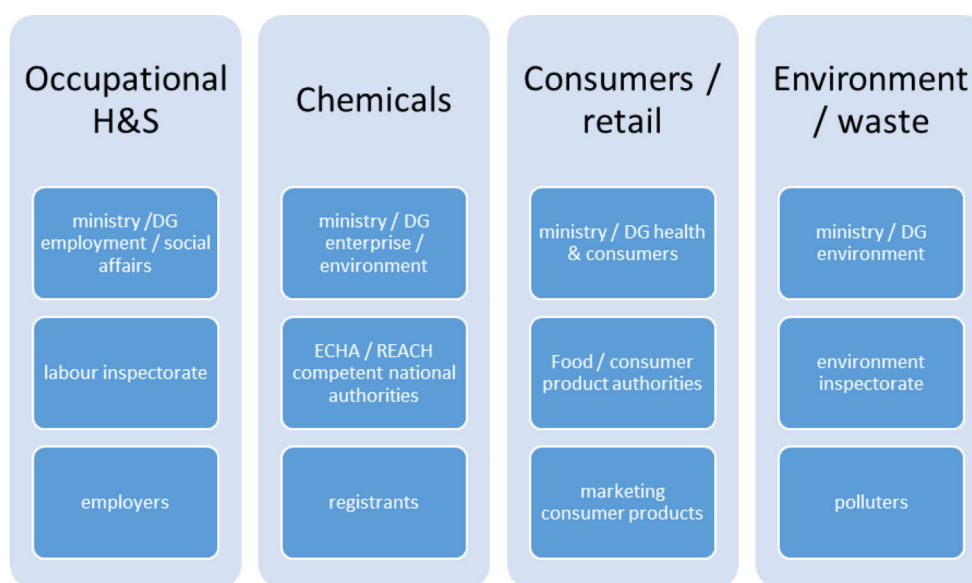 Occupational
H&S
ministry /DG
employment / social
affairs
labour inspectorate
employers
Chemicals
ministry / DG
enterprise /
environment
ECHA / REACH
competent national
authorities
registrants
Consumers /
retail
ministry / DG health
& consumers
Food / consumer
product authorities
marketing
consumer products
Environment
/ waste
ministry / DG
environment
environment
inspectorate
polluters